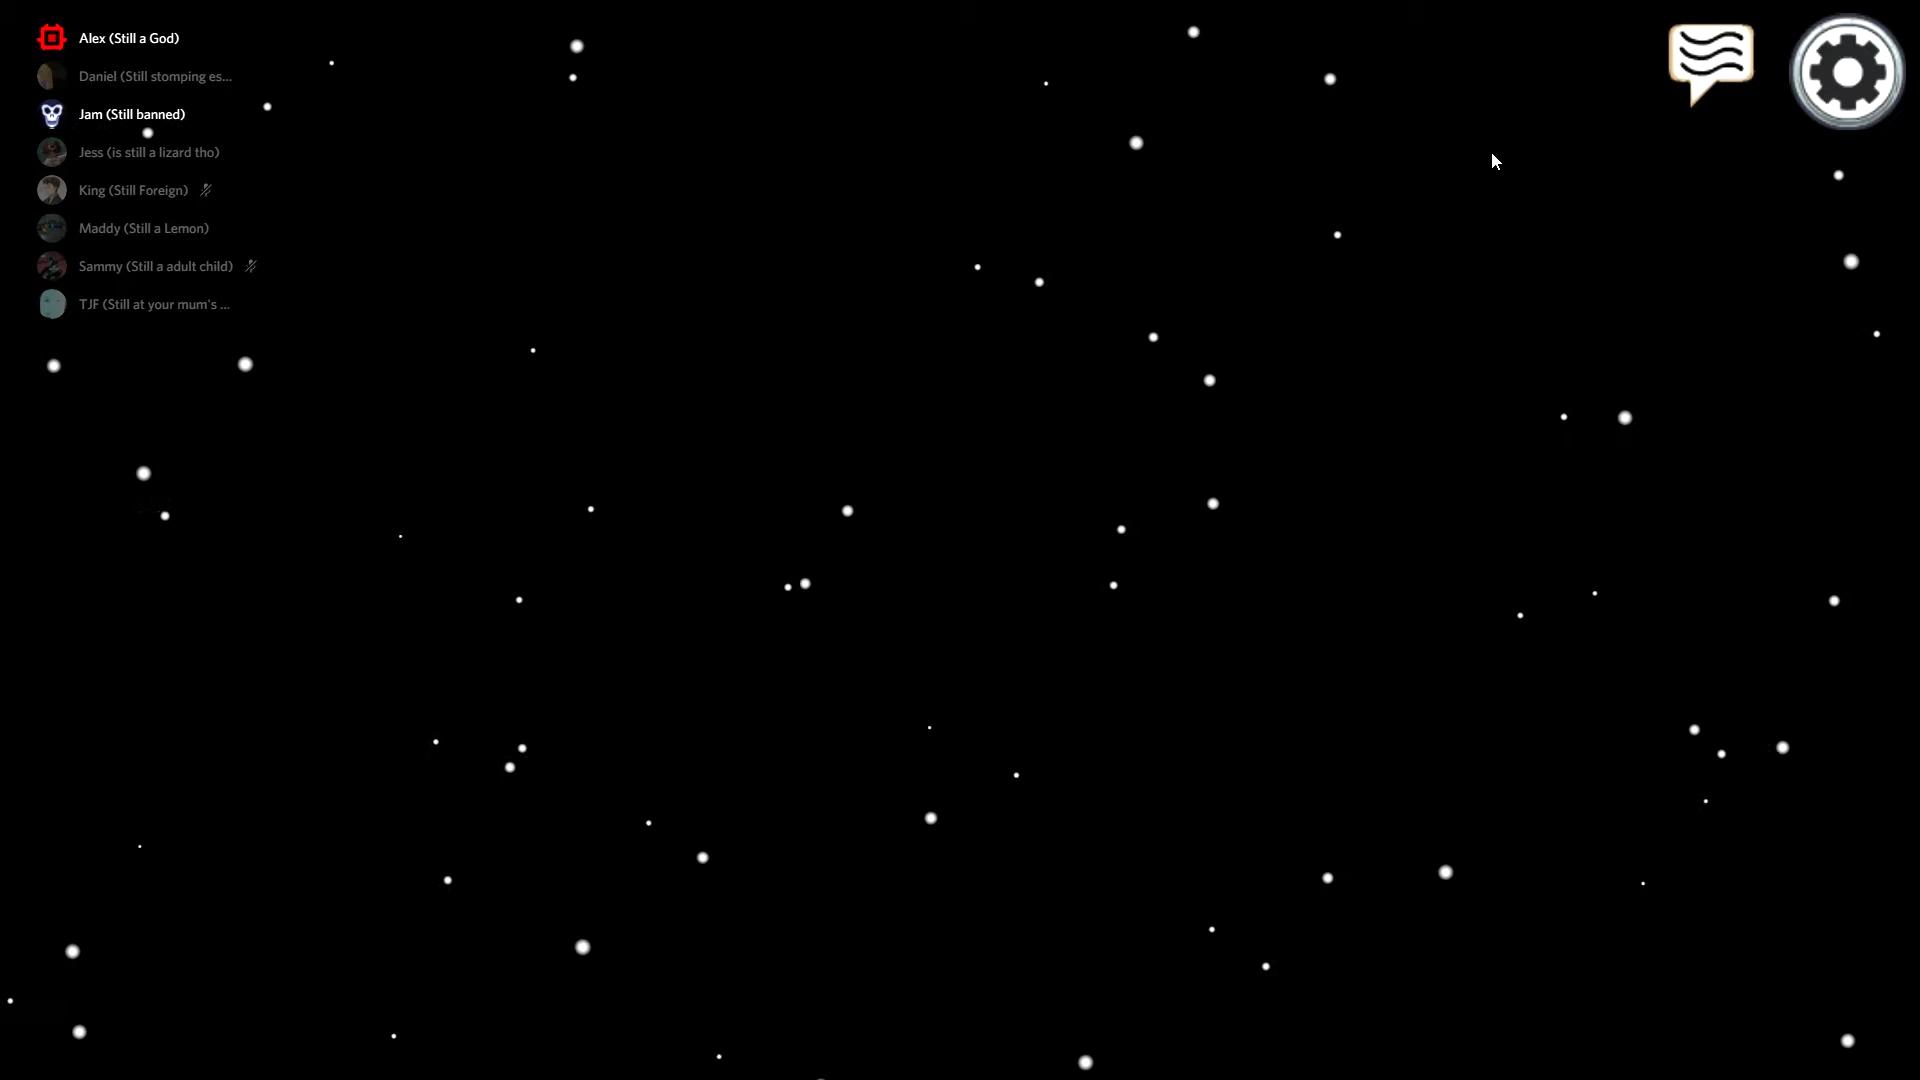 Alex (Still a God)
Daniel (Still stomping es...
Jam (Still banned)
Jess (is still a lizard tho)
King (Still Foreign)
Maddy (Still a Lemon)
Sammy (Still a adult child)
TJF (Still at your mum's ...